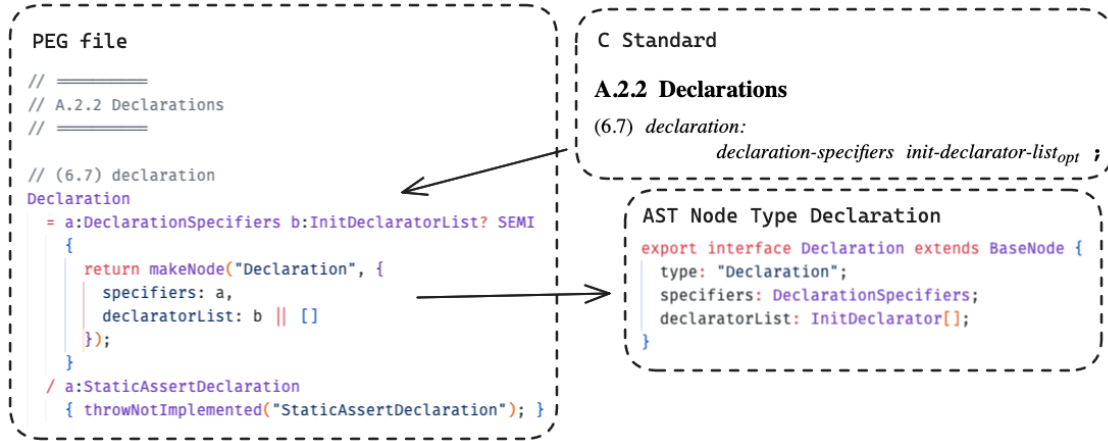 PEG file
// ══════════
// A.2.2 Declarations
// ══════════
// (6.7) declaration
Declaration
= a:DeclarationSpecifiers b:InitDeclaratorList? SEMI
{
return makeNode("Declaration", {
specifiers: a,
declaratorList: b || []
});
}
/ a:StaticAssertDeclaration
{ throwNotImplemented("StaticAssertDeclaration"); }
C Standard
A.2.2 Declarations
(6.7) declaration:
declaration-specifiers init-declarator-listopt ;
AST Node Type Declaration
export interface Declaration extends BaseNode {
type: "Declaration";
specifiers: DeclarationSpecifiers;
declaratorList: InitDeclarator[];
}